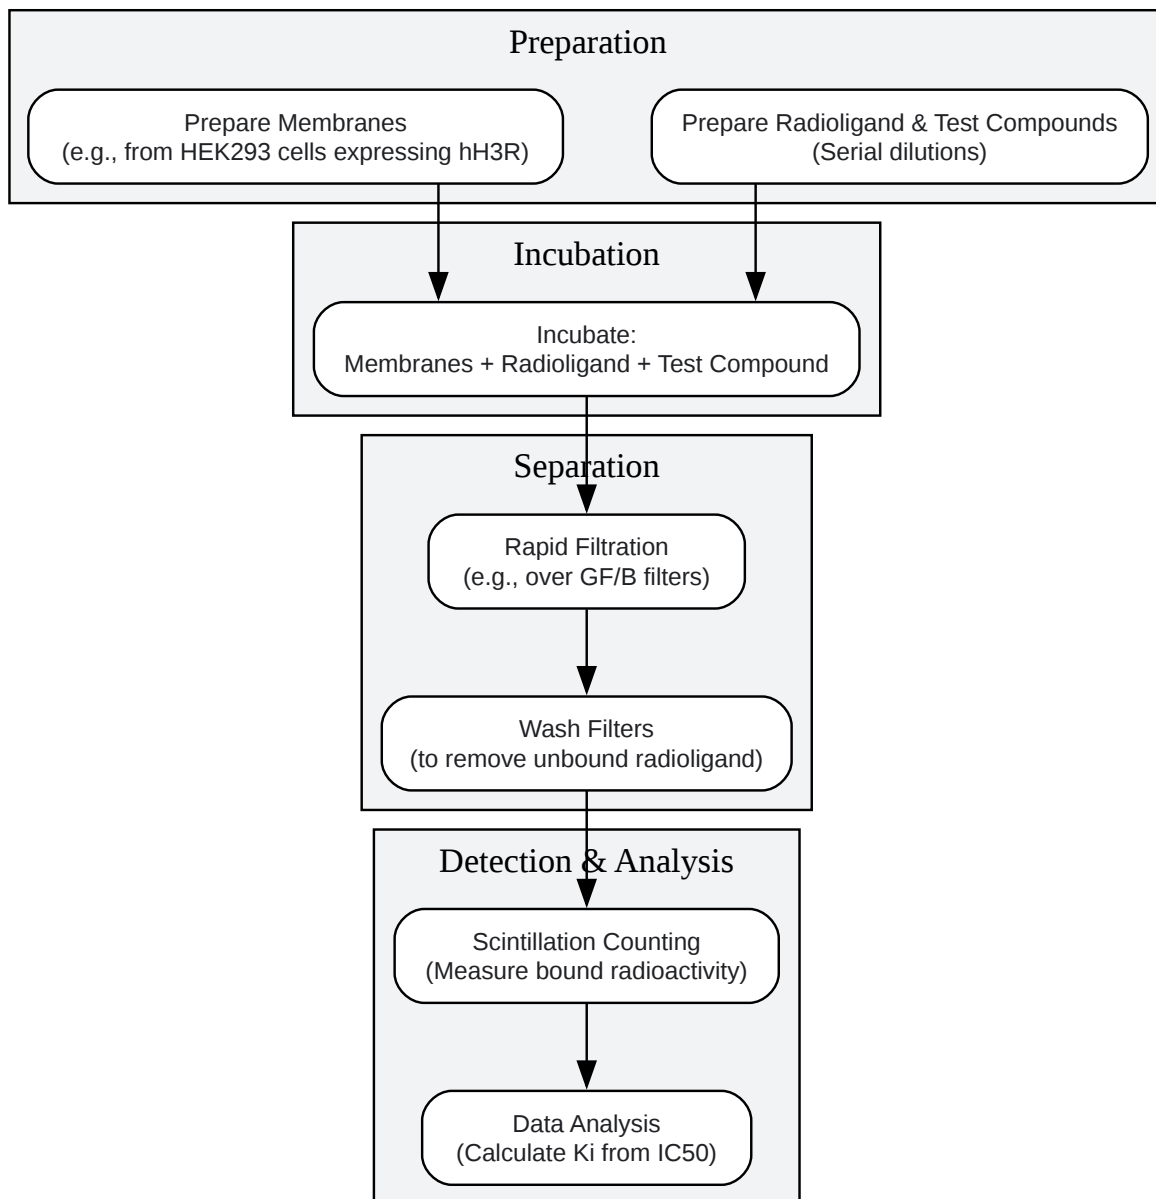 Preparation
Prepare Membranes
(e.g., from HEK293 cells expressing hH3R)
Prepare Radioligand & Test Compounds
(Serial dilutions)
Incubation
Incubate:
Membranes + Radioligand + Test Compound
Separation
Rapid Filtration
(e.g., over GF/B filters)
Wash Filters
(to remove unbound radioligand)
Detection & Analysis
Scintillation Counting
(Measure bound radioactivity)
Data Analysis
(Calculate Ki from IC50)